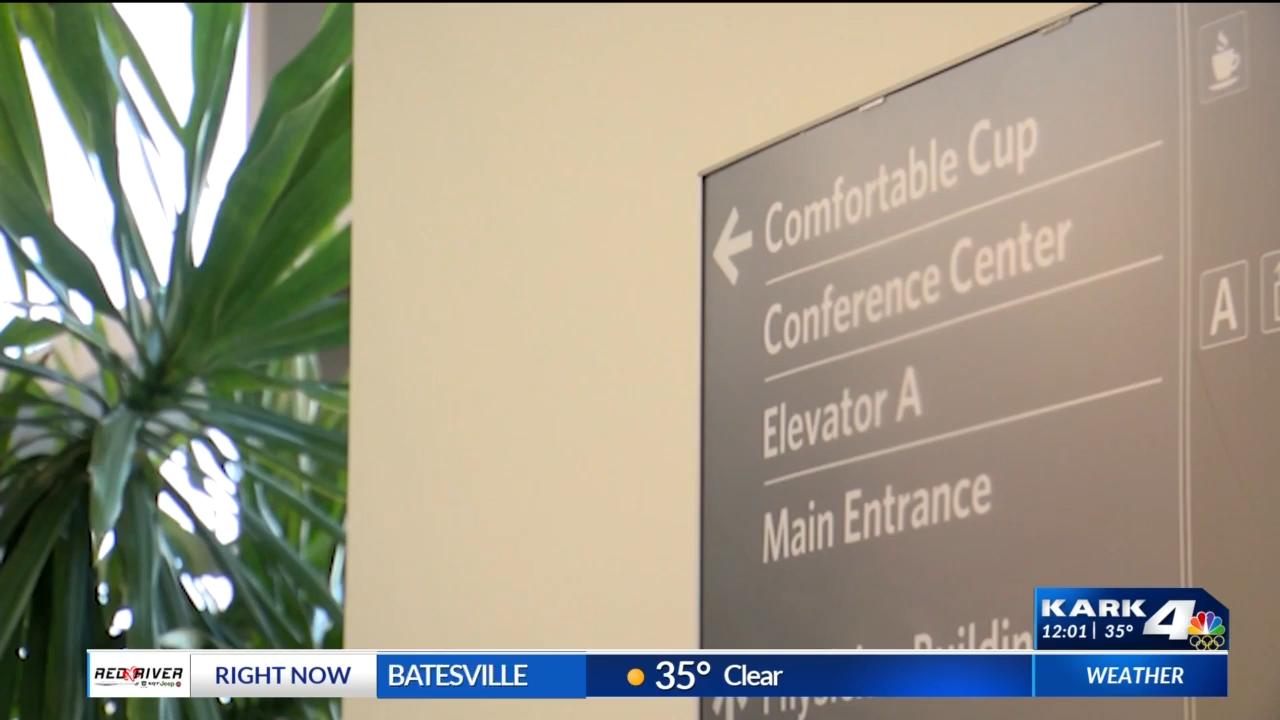 Comfortable Cup
Conference Center
A
Elevator A
Main Entrance
KARK 4
12:01 | 35°
RED RIVER
RIGHT NOW
BATESVILLE
35° Clear
WEATHER